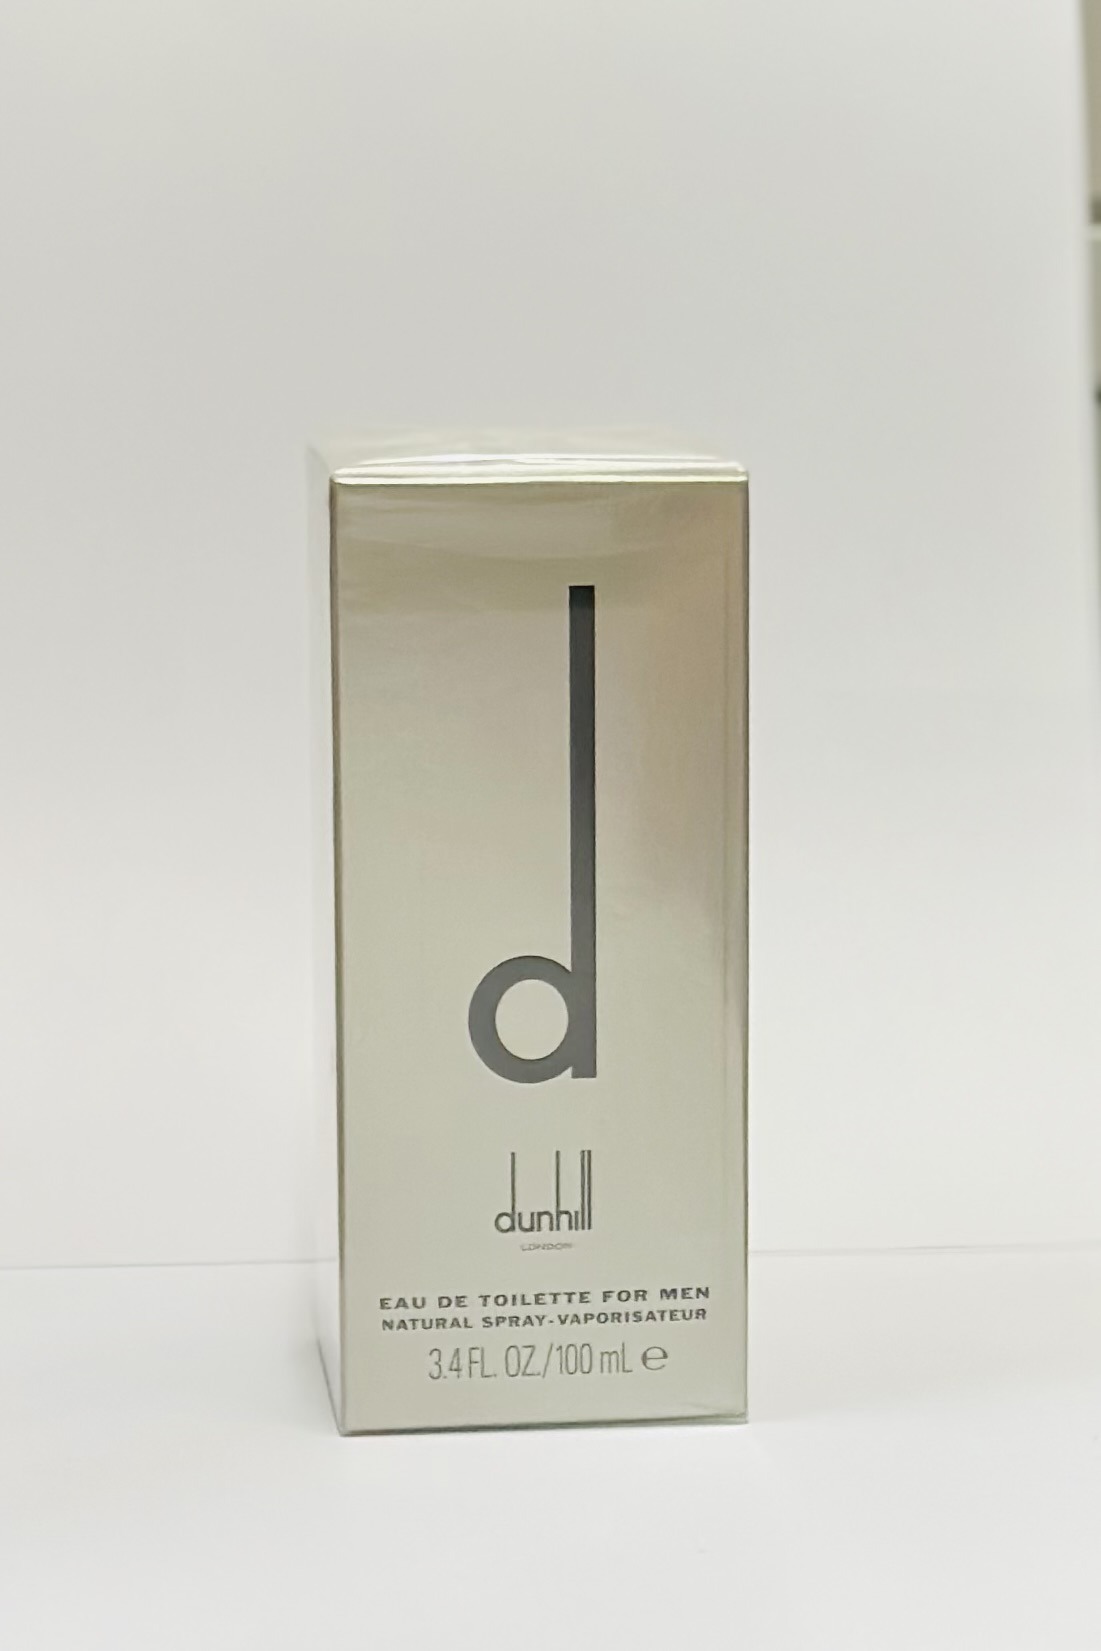 d
dunhill
LONDON
EAU DE TOILETTE FOR MEN
NATURAL SPRAY-VAPORISATEUR
3.4 FL. OZ./100 mL ℮